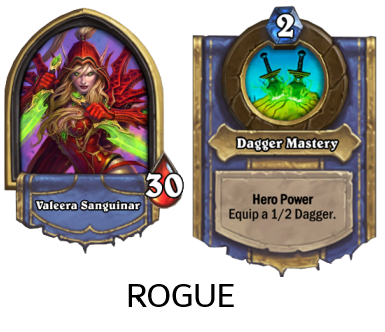 2
Dagger Mastery
30
Valeera Sanguinar
Hero Power
Equip a 1/2 Dagger.
ROGUE